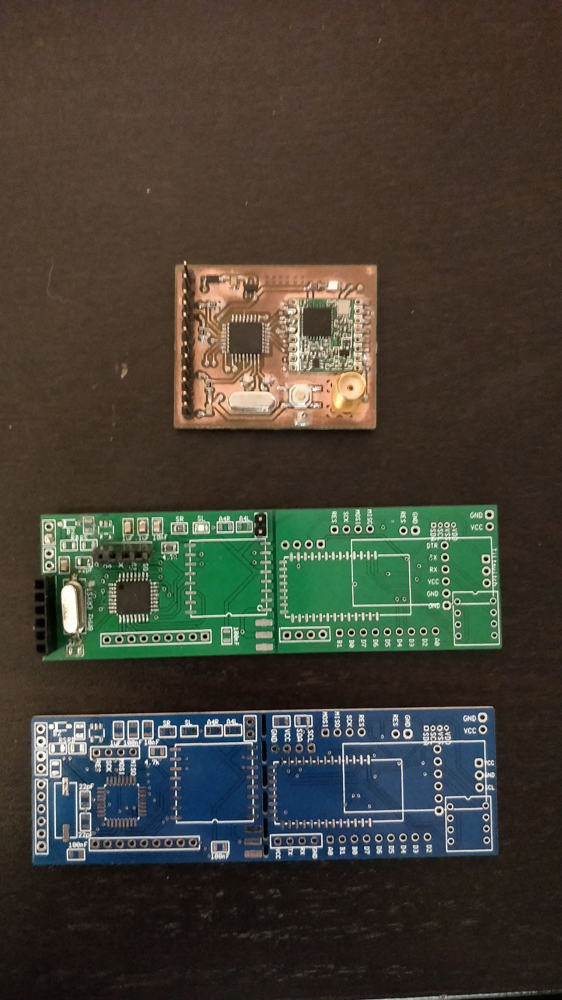 SR
SL
A4R
A4L
1uF
.1uF
10nF
RES
SCK
MOSI
MISO
RES
GND
GND
VCC
SDA
SCL
VSS
VDD
DTR
TX
RX
VCC
GND
GND
Tiltswitch
100nF
B1
B0
D7
D6
D5
D4
D3
D2
A0
SR
SL
A4R
A4L
1uF
100nF
10nF
4.7k
RES
SCK
MOSI
MISO
22pF
22pF
100nF
100nF
GND
VCC
SDA
SCL
MOSI
MISO
SCK
RES
RES
GND
GND
VCC
SDA
SCL
VSS
VDD
VCC
GND
SCL
VCC
TX
RX
GND
A0
B1
B0
D7
D6
D5
D4
D3
D2